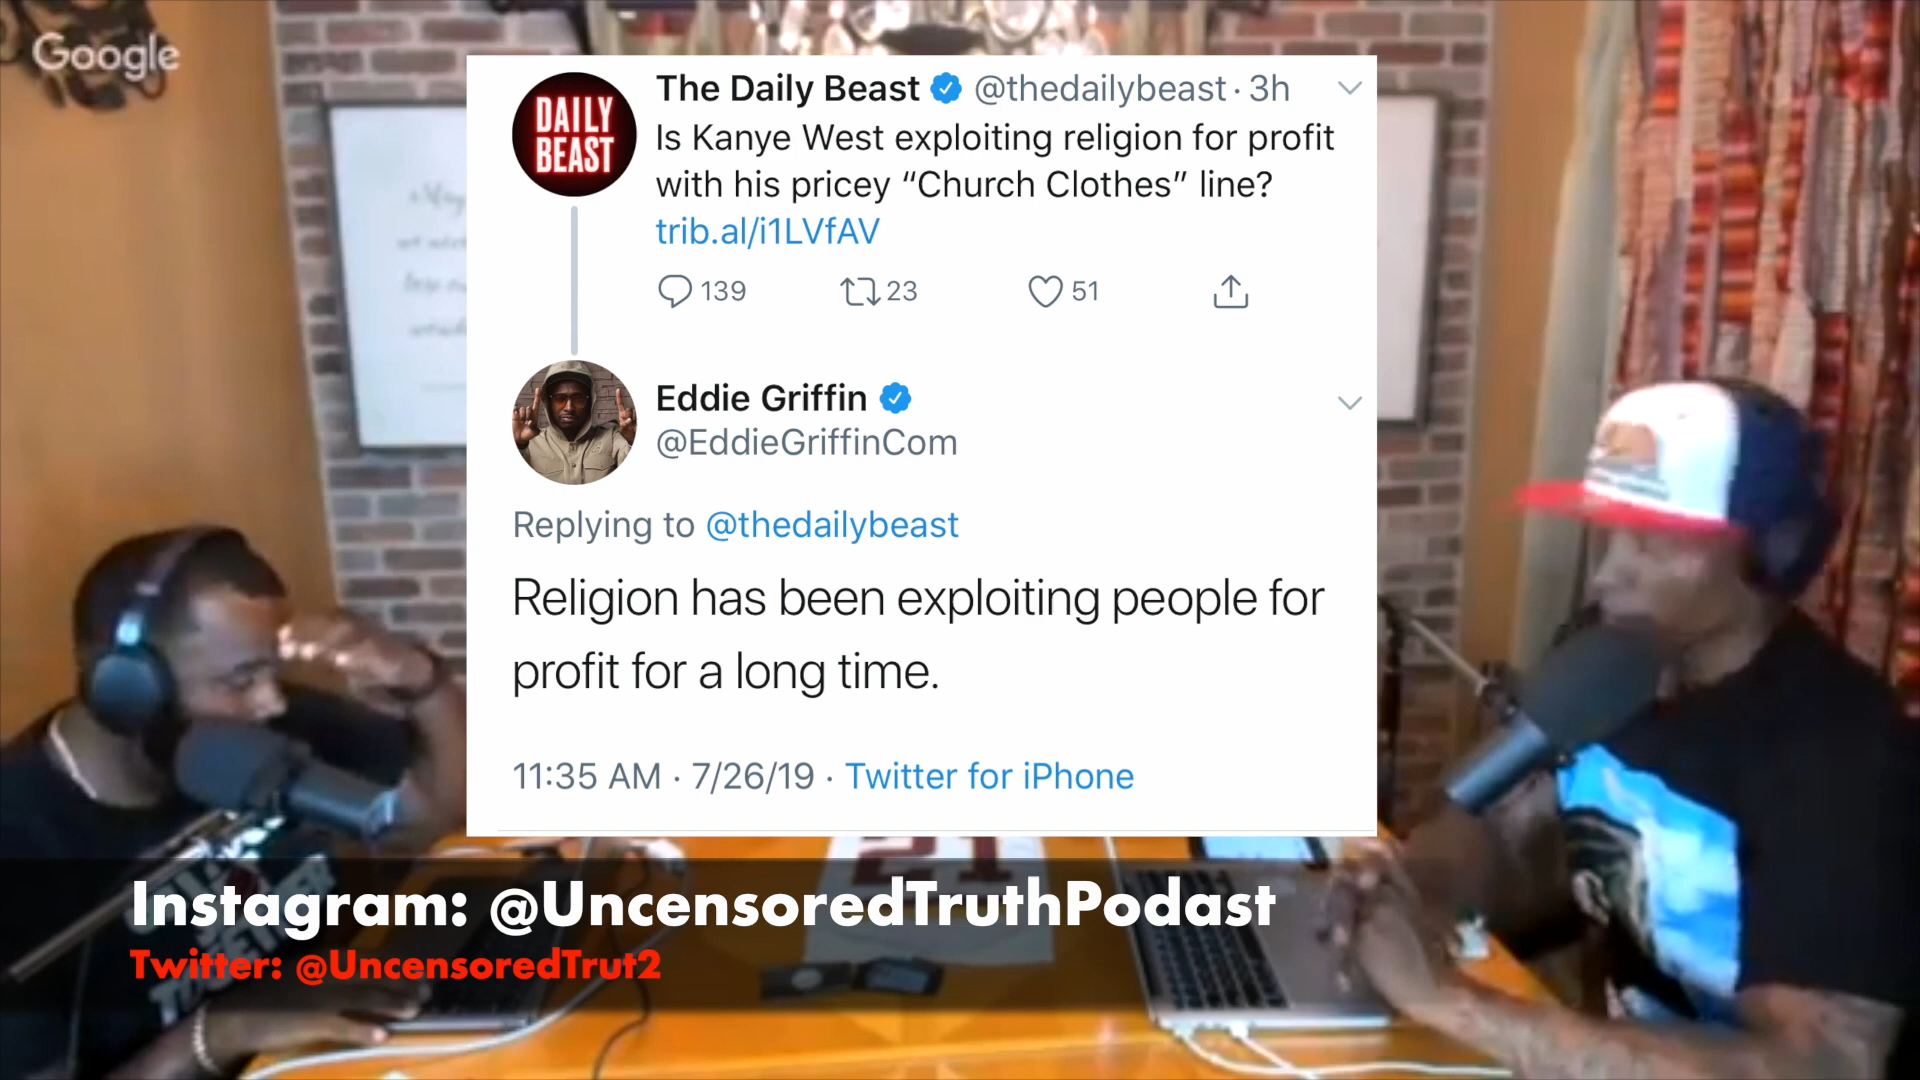 Google
DAILY
BEAST
The Daily Beast @thedailybeast · 3h
Is Kanye West exploiting religion for profit
with his pricey “Church Clothes” line?
trib.al/i1LVfAV
139 23 51
Eddie Griffin
@EddieGriffinCom
Replying to @thedailybeast
Religion has been exploiting people for
profit for a long time.
11:35 AM · 7/26/19 · Twitter for iPhone
21
Instagram: @UncensoredTruthPodast
Twitter: @UncensoredTrut2
TOGETHER